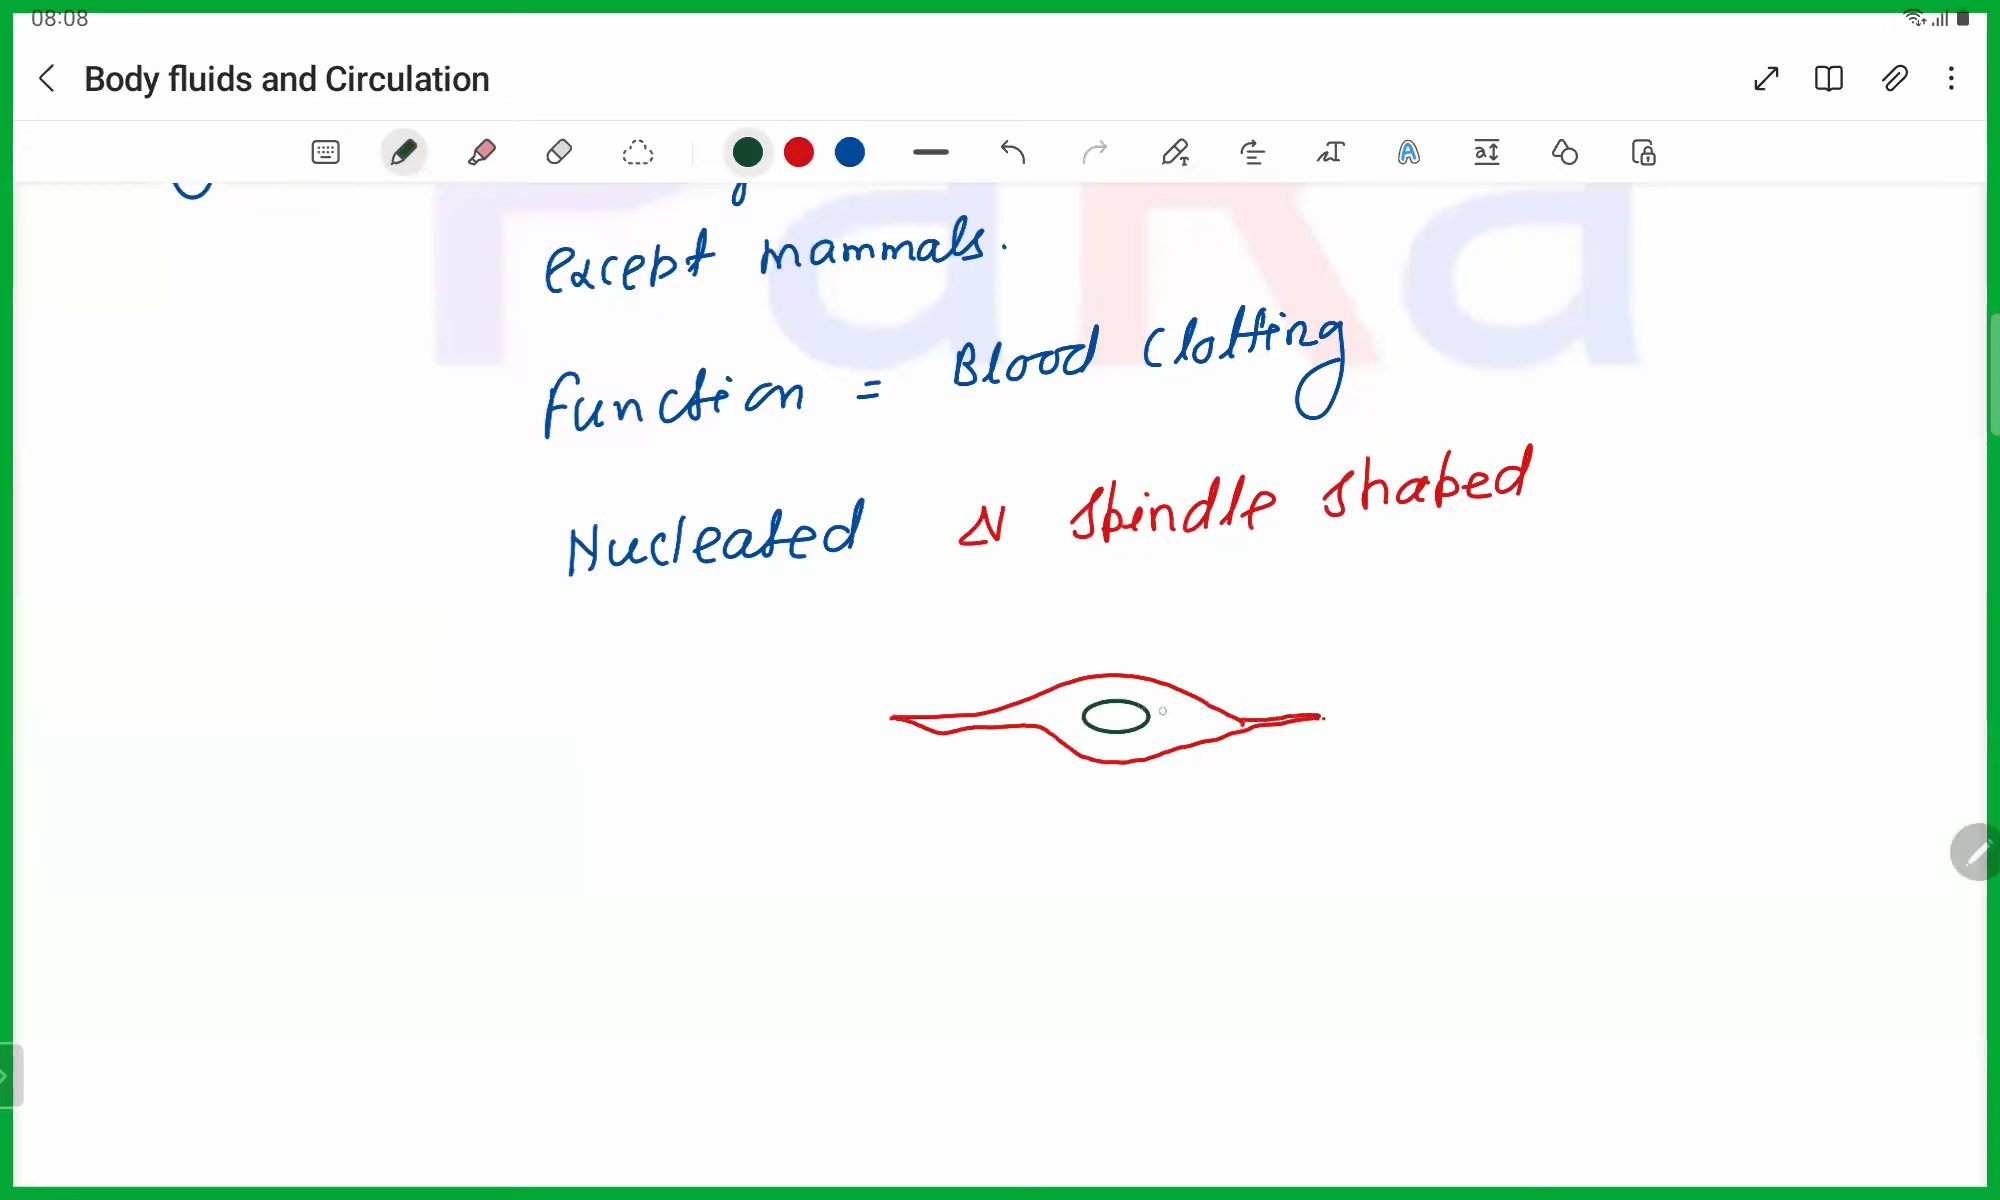 08:08
Body fluids and Circulation
except mammals.
function = Blood Clotting
Nucleated & Spindle Shaped